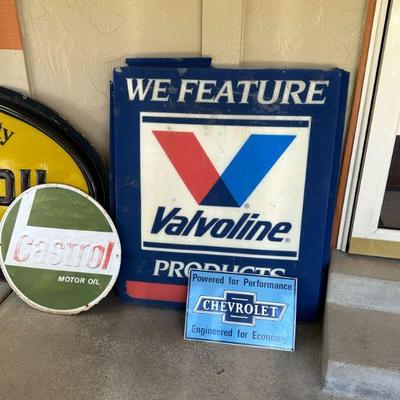 WE FEATURE
Valvoline
PRODUCTS
Castrol
MOTOR OIL
Powered for Performance
CHEVROLET
Engineered for Economy